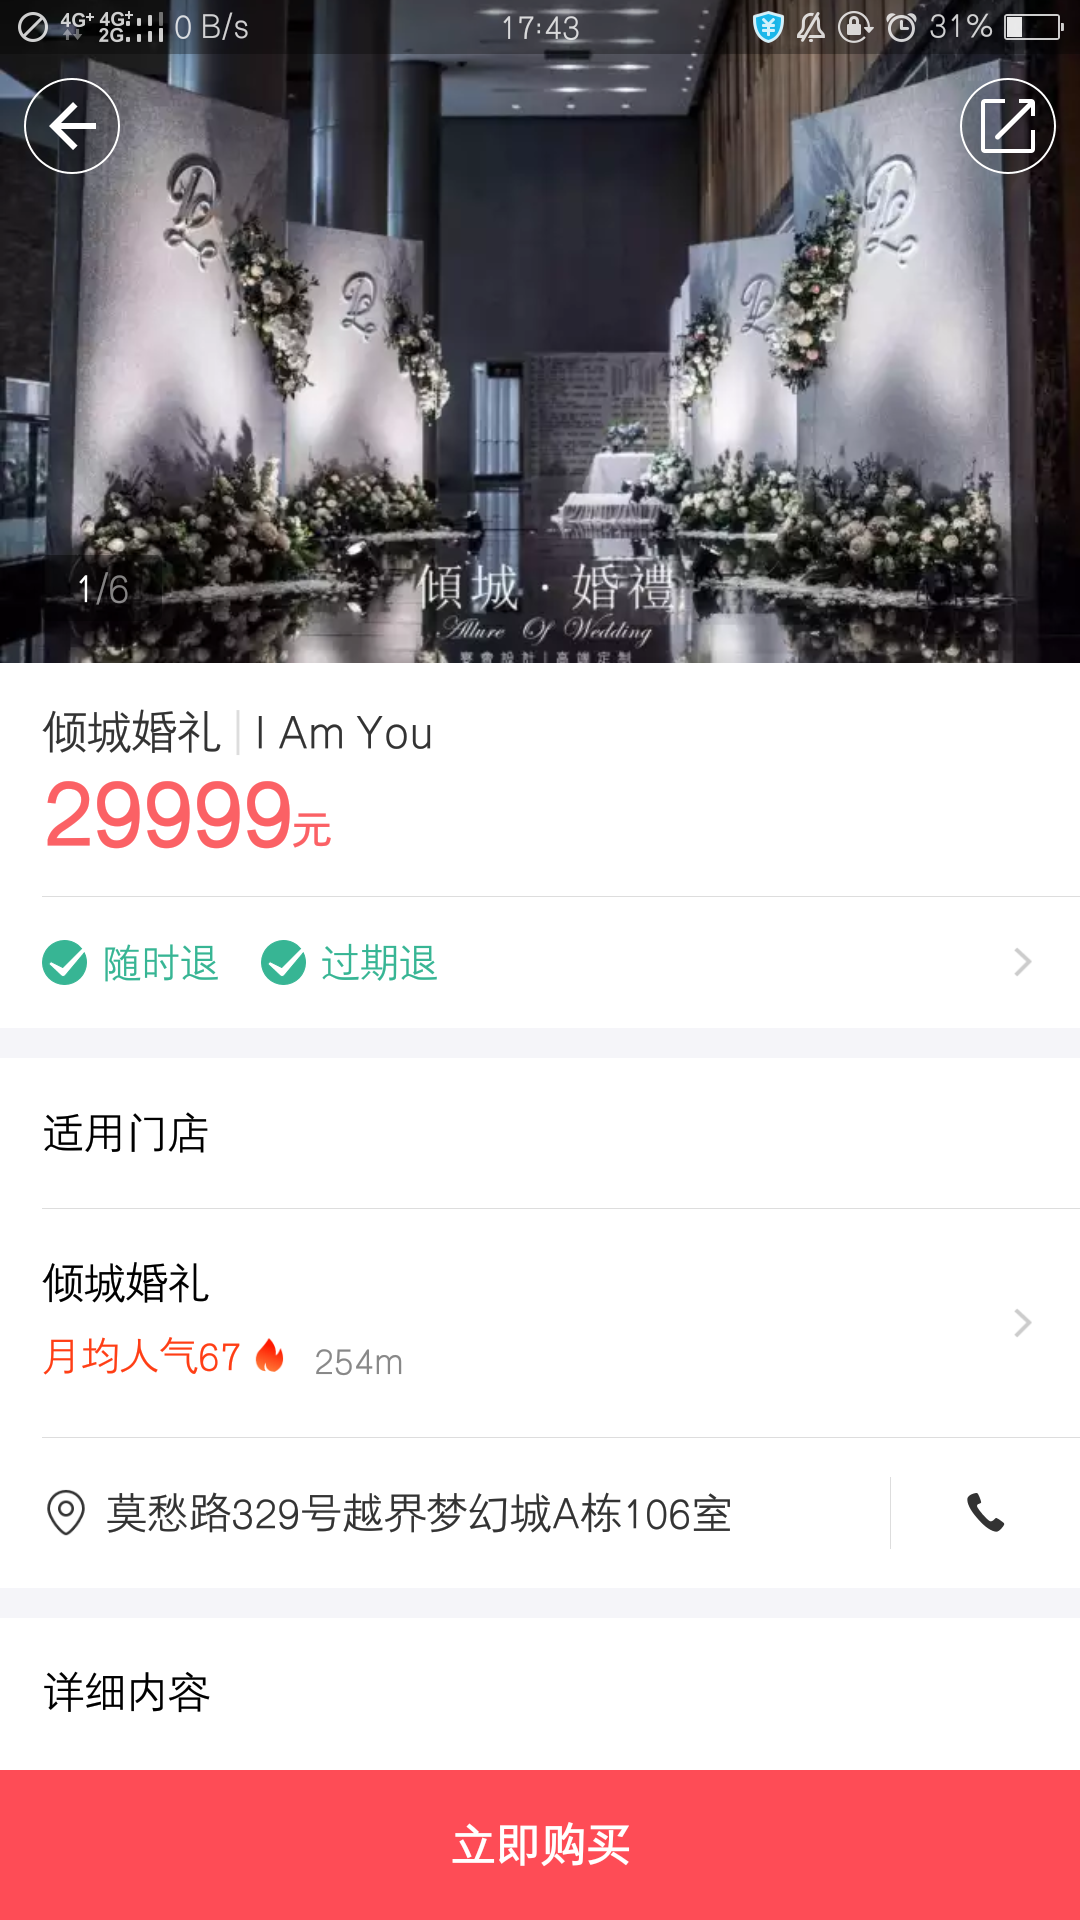 4G+ 4G+ 2G 0 B/s 17:43 31%
1/6
傾城·婚禮
Allure Of Wedding
宴會設計|高端定制
倾城婚礼 | I Am You
29999元
随时退 过期退
适用门店
倾城婚礼
月均人气67 254m
莫愁路329号越界梦幻城A栋106室
详细内容
立即购买